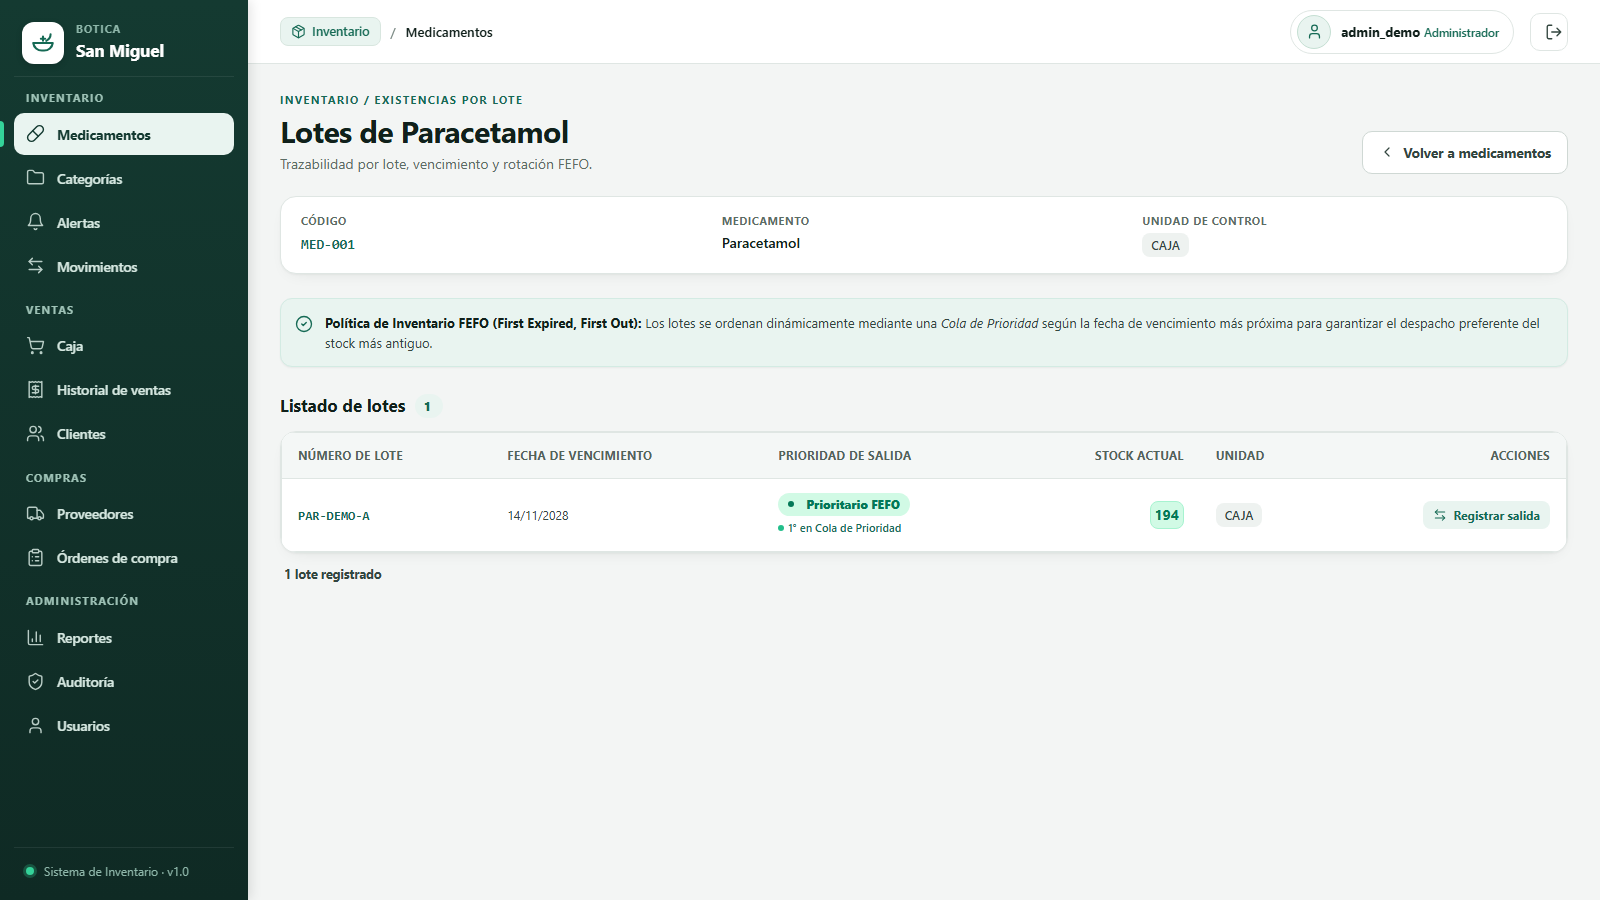 BOTICA
San Miguel
INVENTARIO
Medicamentos
Categorías
Alertas
Movimientos
VENTAS
Caja
Historial de ventas
Clientes
COMPRAS
Proveedores
Órdenes de compra
ADMINISTRACIÓN
Reportes
Auditoría
Usuarios
Sistema de Inventario · v1.0
Inventario / Medicamentos
admin_demo Administrador
INVENTARIO / EXISTENCIAS POR LOTE
Lotes de Paracetamol
Trazabilidad por lote, vencimiento y rotación FEFO.
Volver a medicamentos
CÓDIGO MEDICAMENTO UNIDAD DE CONTROL
MED-001 Paracetamol CAJA
Política de Inventario FEFO (First Expired, First Out): Los lotes se ordenan dinámicamente mediante una Cola de Prioridad según la fecha de vencimiento más próxima para garantizar el despacho preferente del
stock más antiguo.
Listado de lotes 1
NÚMERO DE LOTE FECHA DE VENCIMIENTO PRIORIDAD DE SALIDA STOCK ACTUAL UNIDAD ACCIONES
PAR-DEMO-A 14/11/2028 Prioritario FEFO 194 CAJA Registrar salida
1° en Cola de Prioridad
1 lote registrado